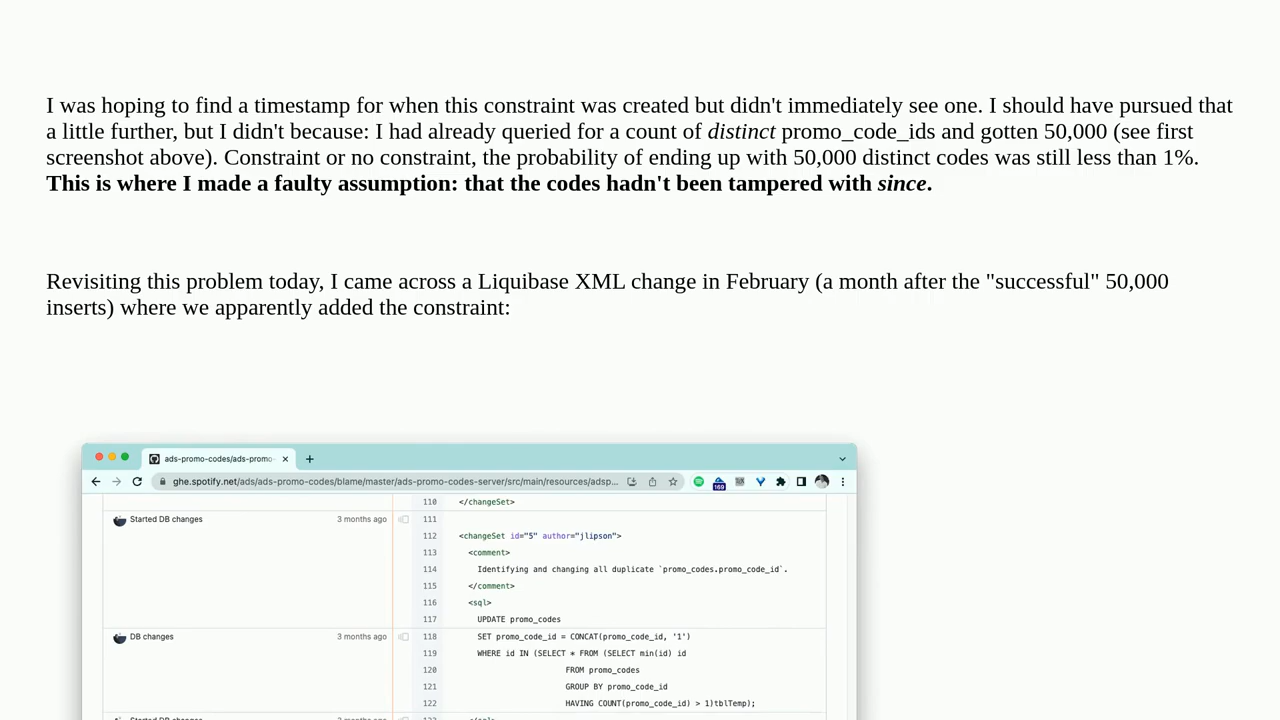 I was hoping to find a timestamp for when this constraint was created but didn't immediately see one. I should have pursued that
a little further, but I didn't because: I had already queried for a count of distinct promo_code_ids and gotten 50,000 (see first
screenshot above). Constraint or no constraint, the probability of ending up with 50,000 distinct codes was still less than 1%.
This is where I made a faulty assumption: that the codes hadn't been tampered with since.
Revisiting this problem today, I came across a Liquibase XML change in February (a month after the "successful" 50,000
inserts) where we apparently added the constraint:
ads-promo-codes/ads-promo-
ghe.spotify.net/ads/ads-promo-codes/blame/master/ads-promo-codes-server/src/main/resources/adsp...
169
110 </changeSet>
Started DB changes 3 months ago 111
112 <changeSet id="5" author="jlipson">
113 <comment>
114 Identifying and changing all duplicate `promo_codes.promo_code_id`.
115 </comment>
116 <sql>
117 UPDATE promo_codes
DB changes 3 months ago 118 SET promo_code_id = CONCAT(promo_code_id, '1')
119 WHERE id IN (SELECT * FROM (SELECT min(id) id
120 FROM promo_codes
121 GROUP BY promo_code_id
122 HAVING COUNT(promo_code_id) > 1)tblTemp);